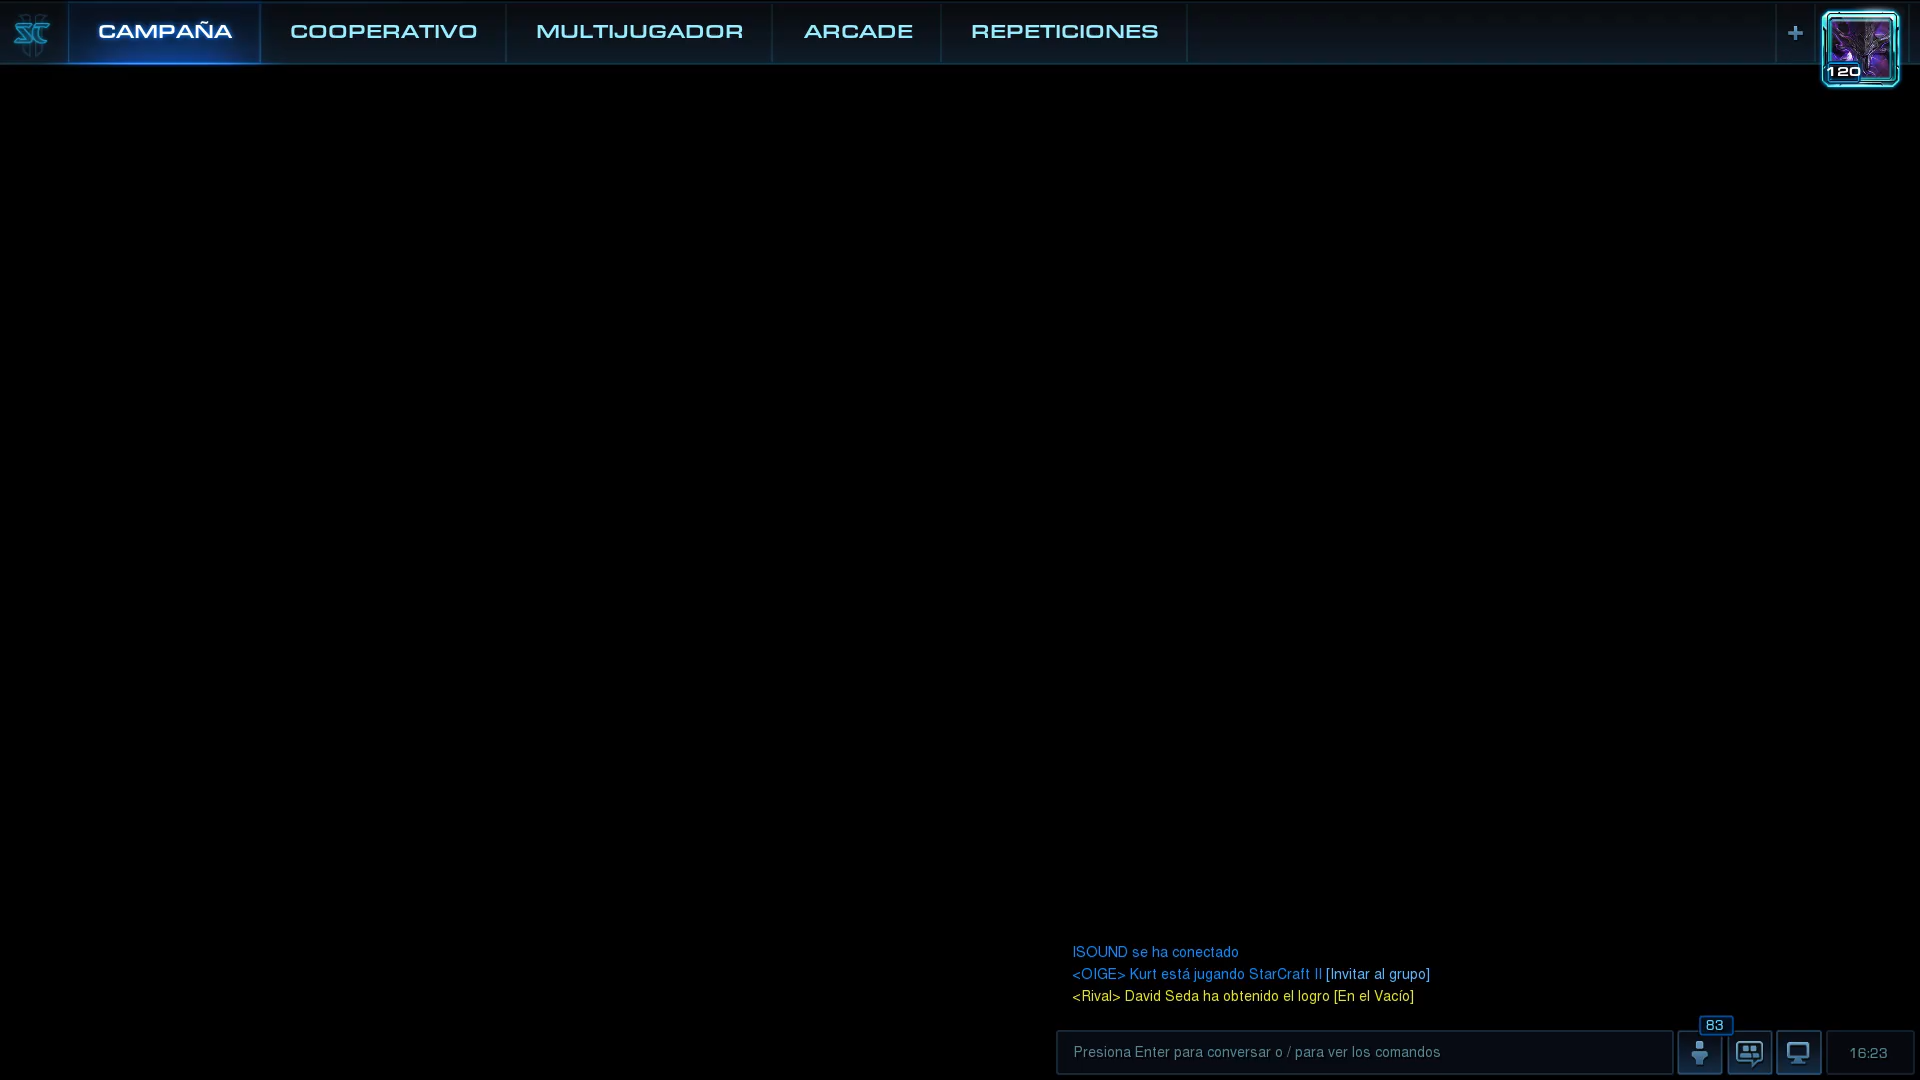 CAMPAÑA COOPERATIVO MULTIJUGADOR ARCADE REPETICIONES +
120
ISOUND se ha conectado
<OIGE> Kurt está jugando StarCraft II [Invitar al grupo]
<Rival> David Seda ha obtenido el logro [En el Vacío]
83
Presiona Enter para conversar o / para ver los comandos
16:23